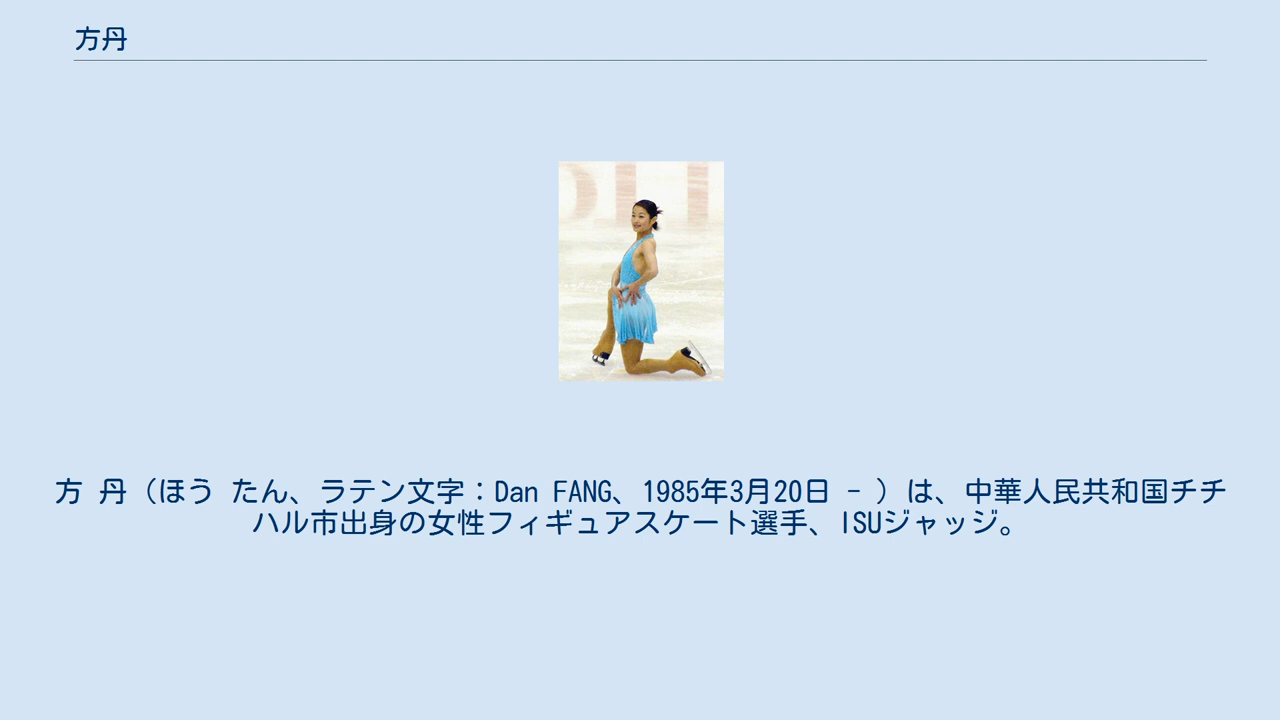 方丹
方 丹（ほう たん、ラテン文字：Dan FANG、1985年3月20日 - ）は、中華人民共和国チチ
ハル市出身の女性フィギュアスケート選手、ISUジャッジ。